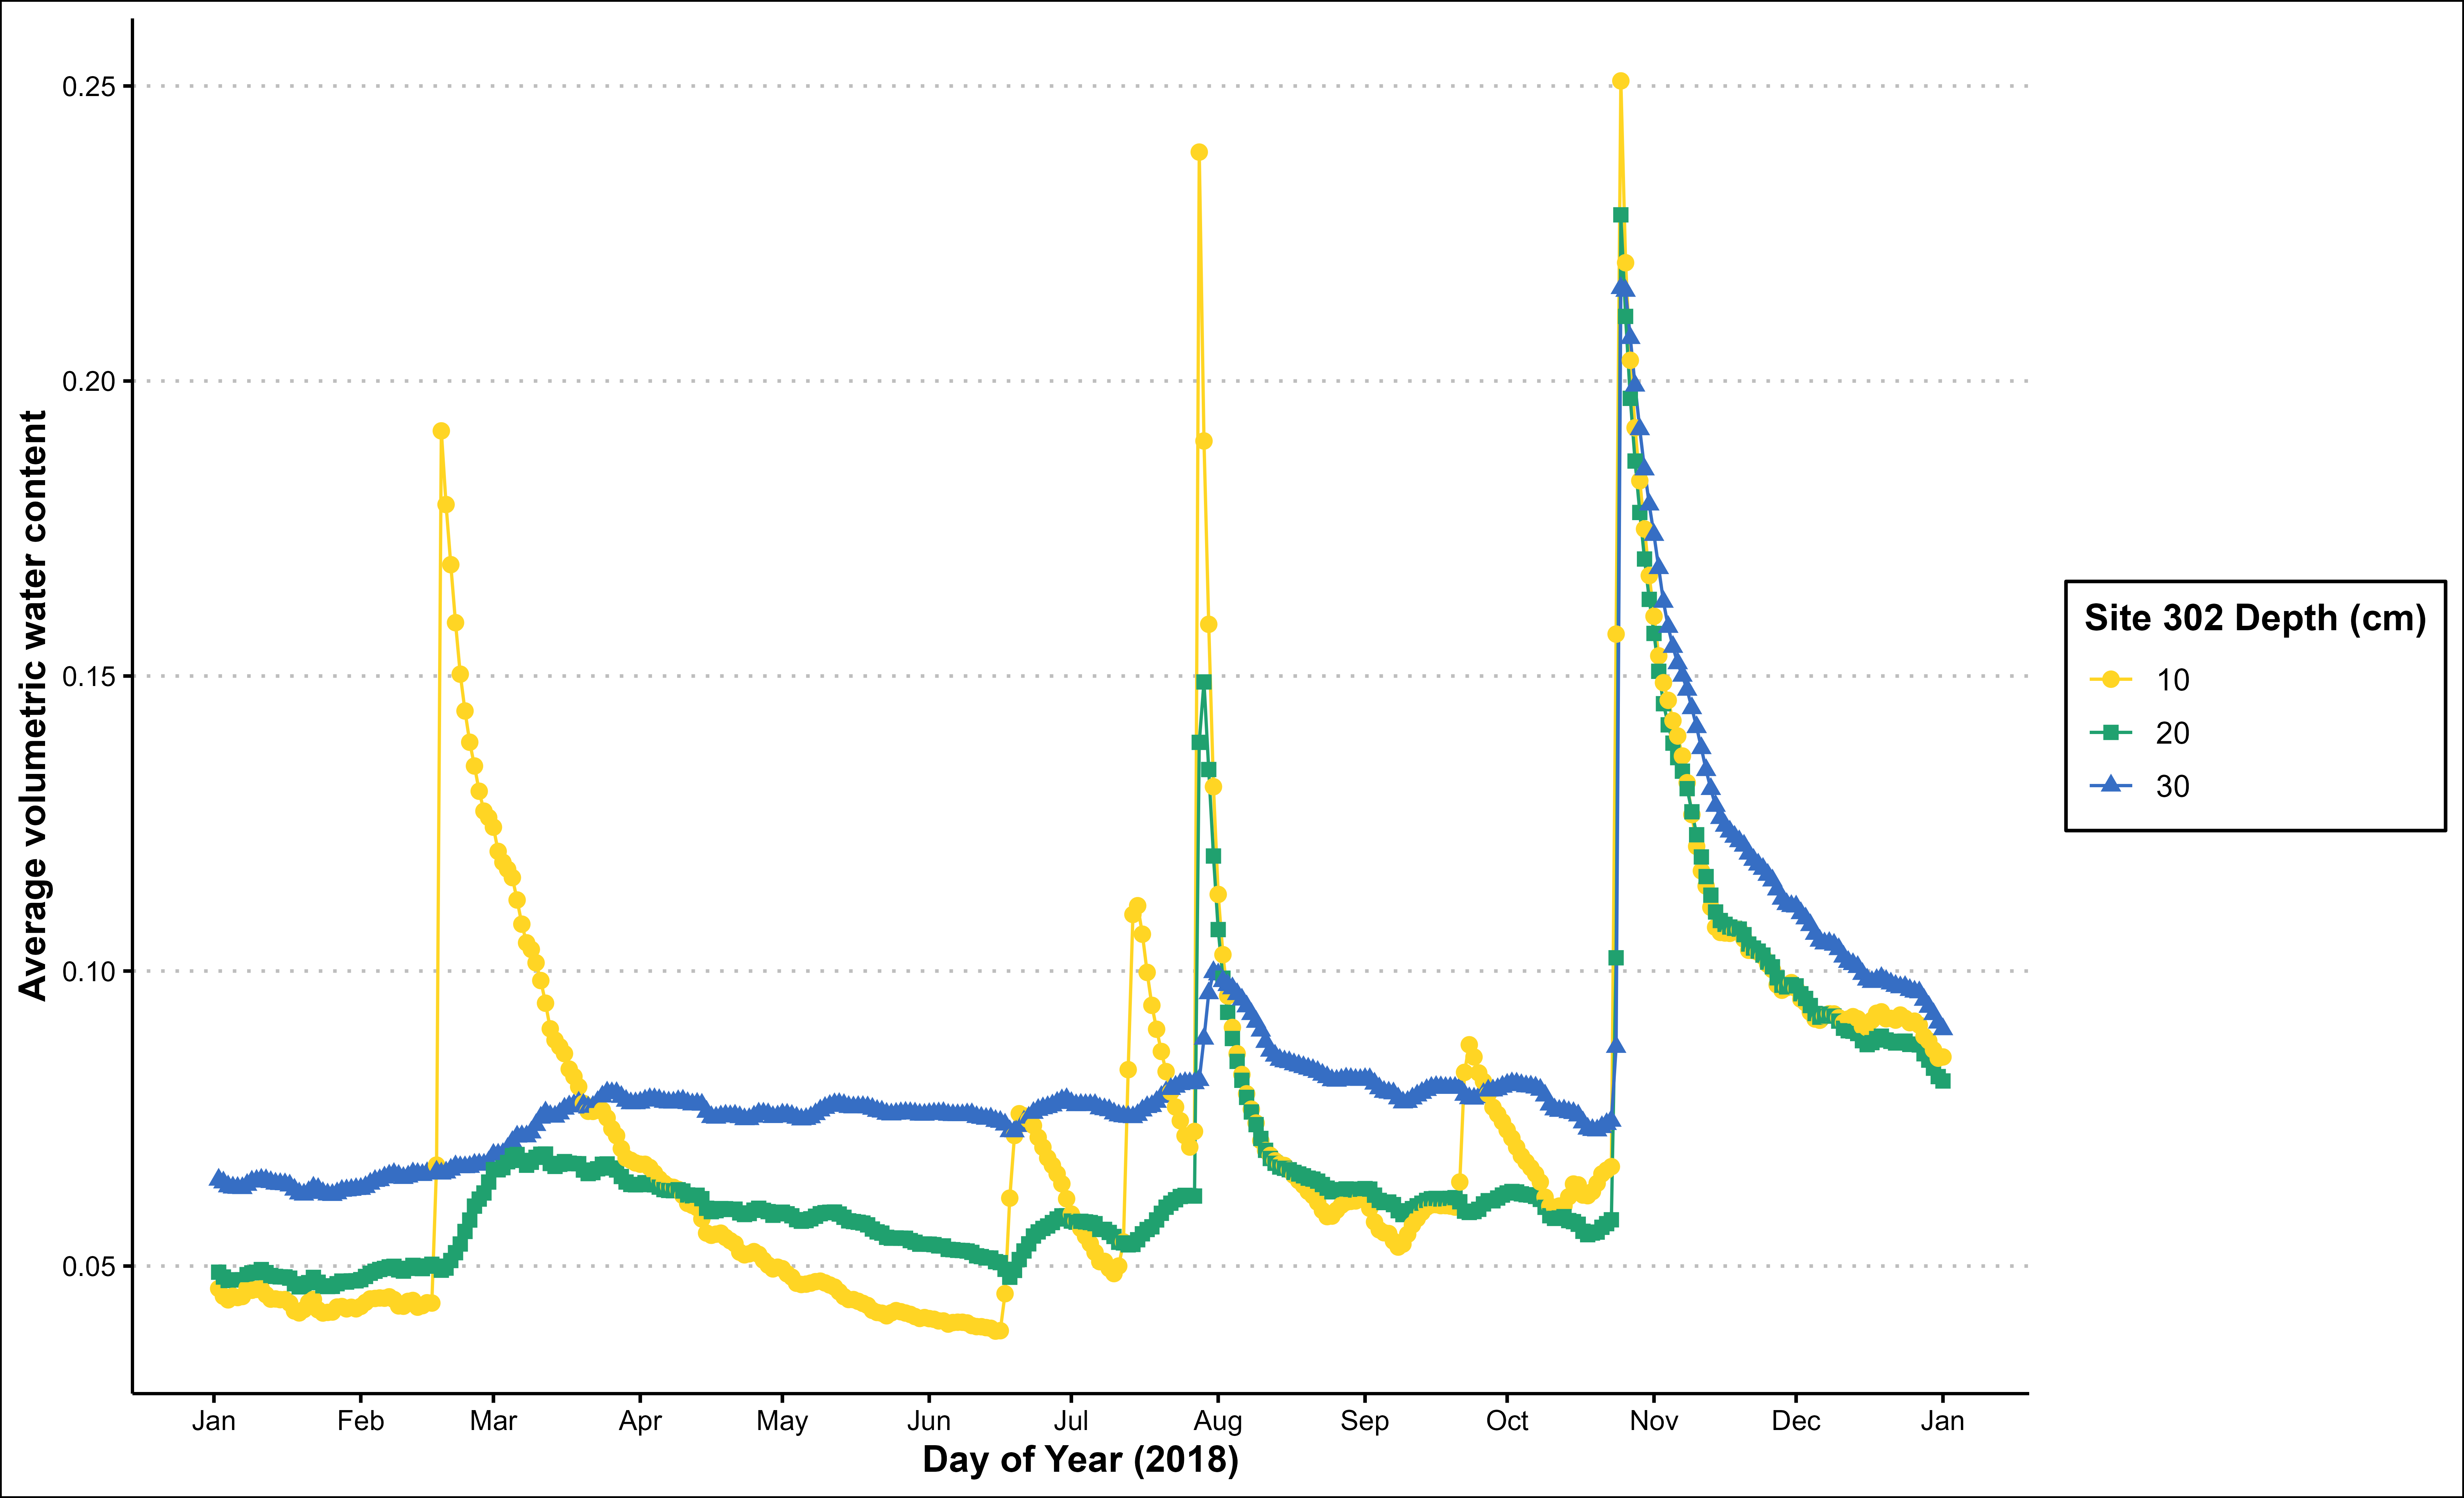 Average volumetric water content
0.25
0.20
0.15
0.10
0.05
Jan Feb Mar Apr May Jun Jul Aug Sep Oct Nov Dec Jan
Day of Year (2018)
Site 302 Depth (cm)
10
20
30